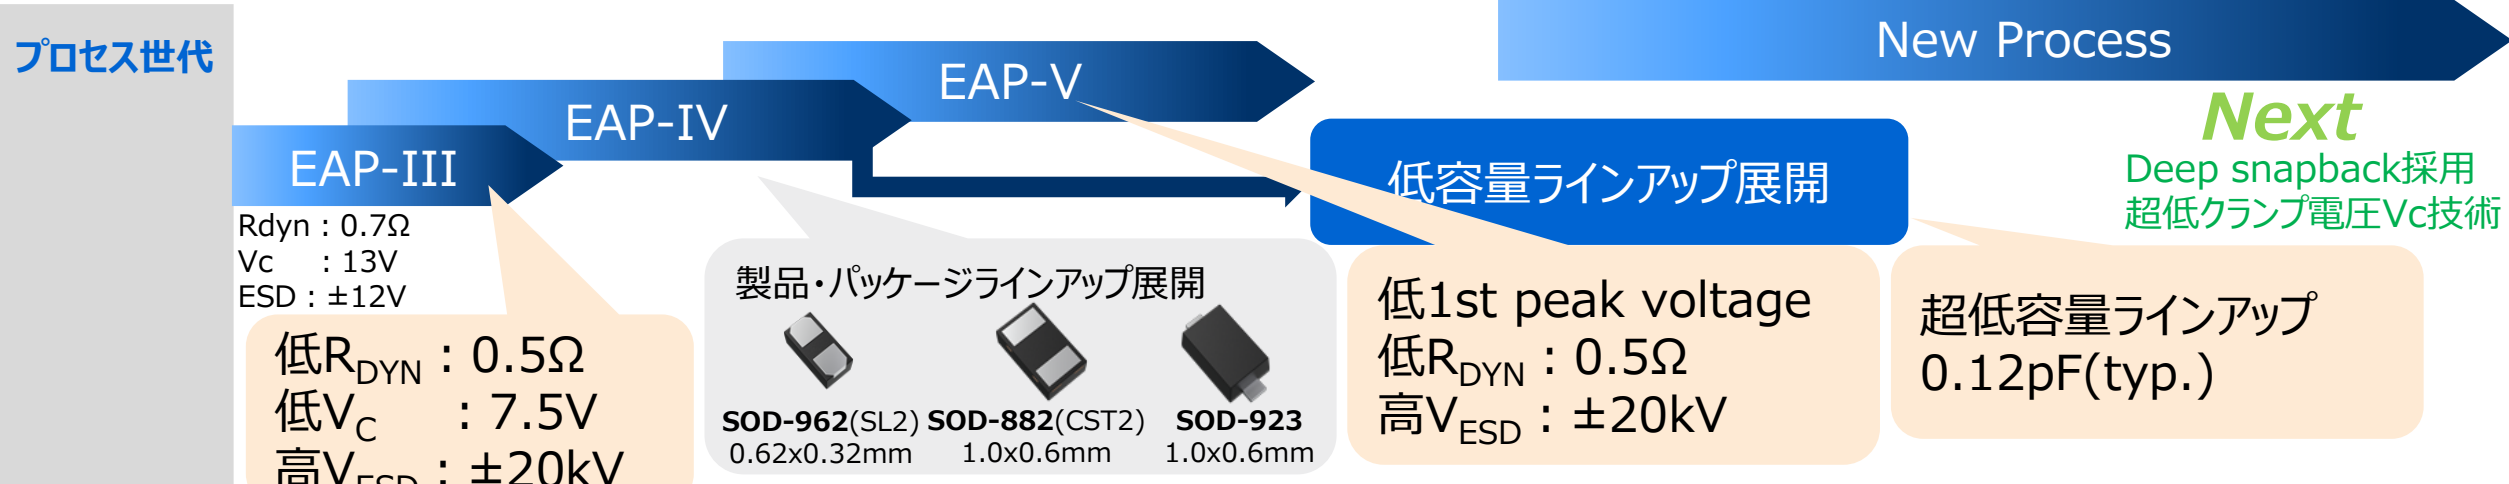 プロセス世代
New Process
EAP-V
EAP-IV
EAP-III
Next
Deep snapback採用
超低クランプ電圧Vc技術
低容量ラインアップ展開
Rdyn：0.7Ω
Vc ：13V
ESD：±12V
低RDYN：0.5Ω
低VC ：7.5V
高VESD：±20kV
製品・パッケージラインアップ展開
SOD-962(SL2) SOD-882(CST2) SOD-923
0.62x0.32mm 1.0x0.6mm 1.0x0.6mm
低1st peak voltage
低RDYN：0.5Ω
高VESD：±20kV
超低容量ラインアップ
0.12pF(typ.)